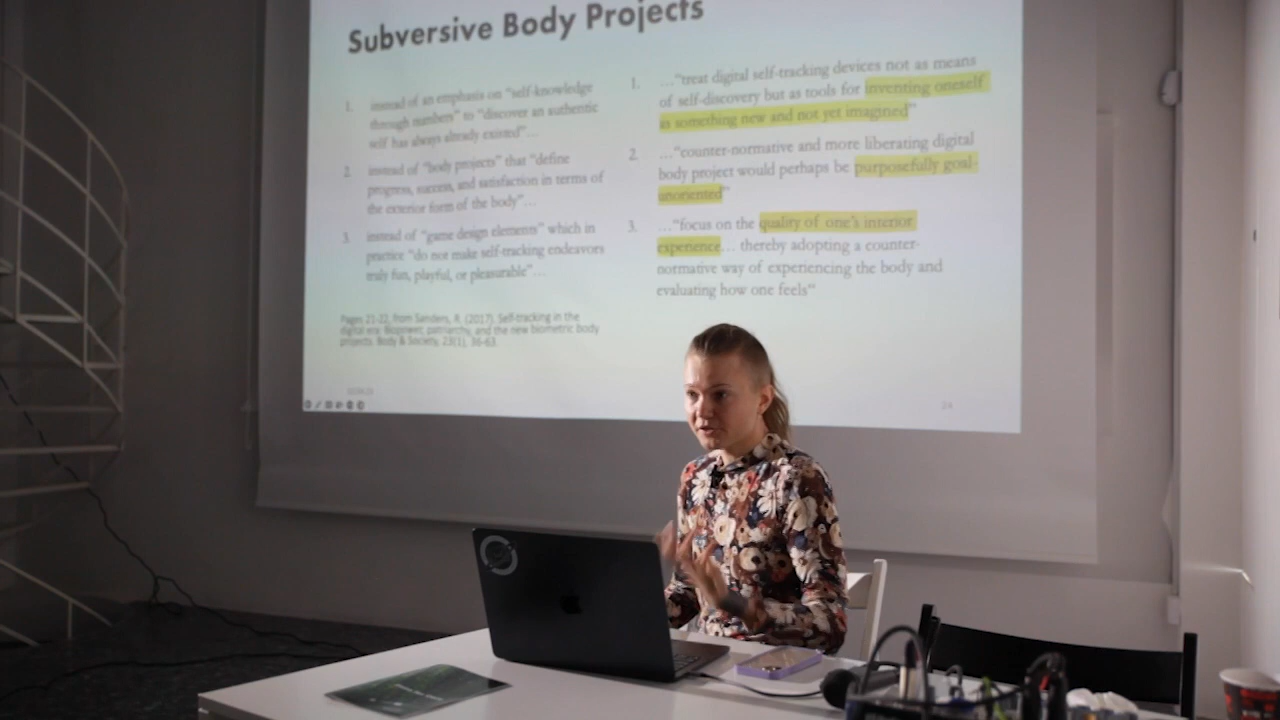 Subversive Body Projects
1. instead of an emphasis on "self-knowledge
through numbers" to "discover an authentic
self has always already existed"…
2. instead of "body projects" that "define
progress, success, and satisfaction in terms of
the exterior form of the body"…
3. instead of "game design elements" which in
practice "do not make self-tracking endeavors
truly fun, playful, or pleasurable"…
Pages 21-22, from Sanders, R. (2017). Self-tracking in the
digital era: Biopower, patriarchy, and the new biometric body
projects. Body & Society, 23(1), 36-63.
1. …"treat digital self-tracking devices not as means
of self-discovery but as tools for inventing oneself
as something new and not yet imagined"
2. …"counter-normative and more liberating digital
body project would perhaps be purposefully goal-
unoriented"
3. …"focus on the quality of one's interior
experience… thereby adopting a counter-
normative way of experiencing the body and
evaluating how one feels"
24